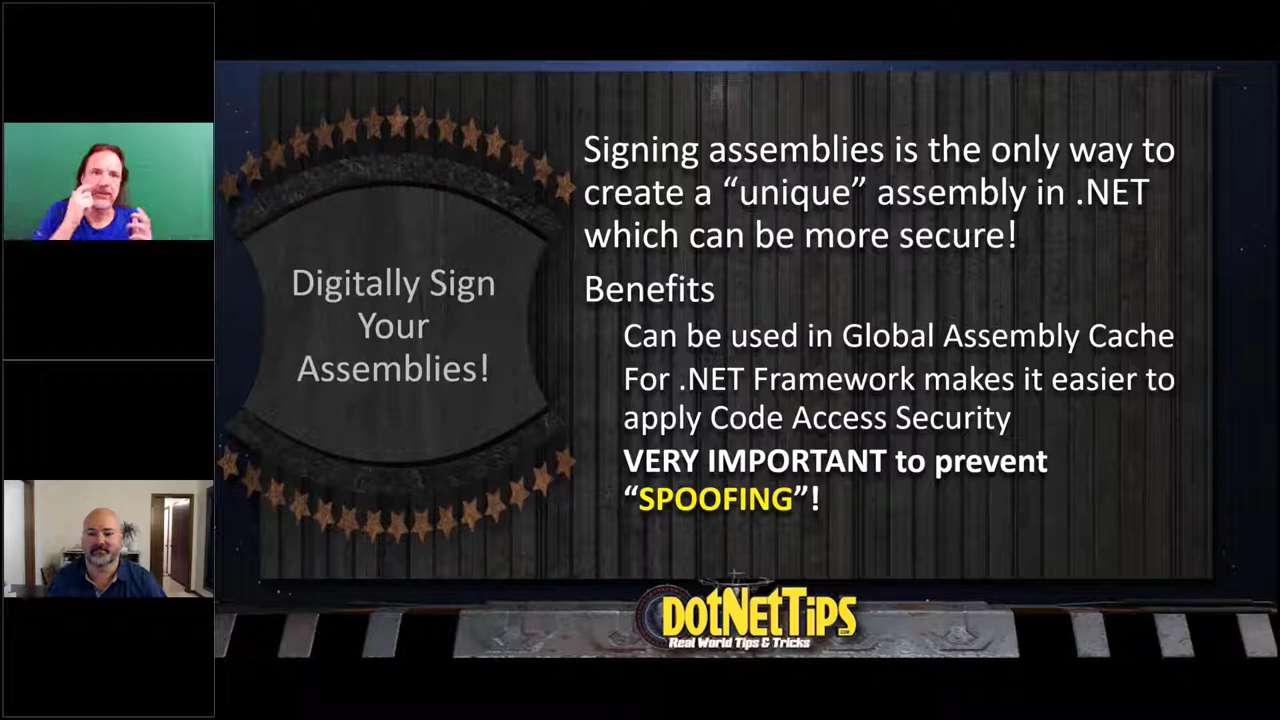 Digitally Sign
Your
Assemblies!
Signing assemblies is the only way to
create a “unique” assembly in .NET
which can be more secure!
Benefits
Can be used in Global Assembly Cache
For .NET Framework makes it easier to
apply Code Access Security
VERY IMPORTANT to prevent
“SPOOFING”!
DotNetTips
Real World Tips & Tricks